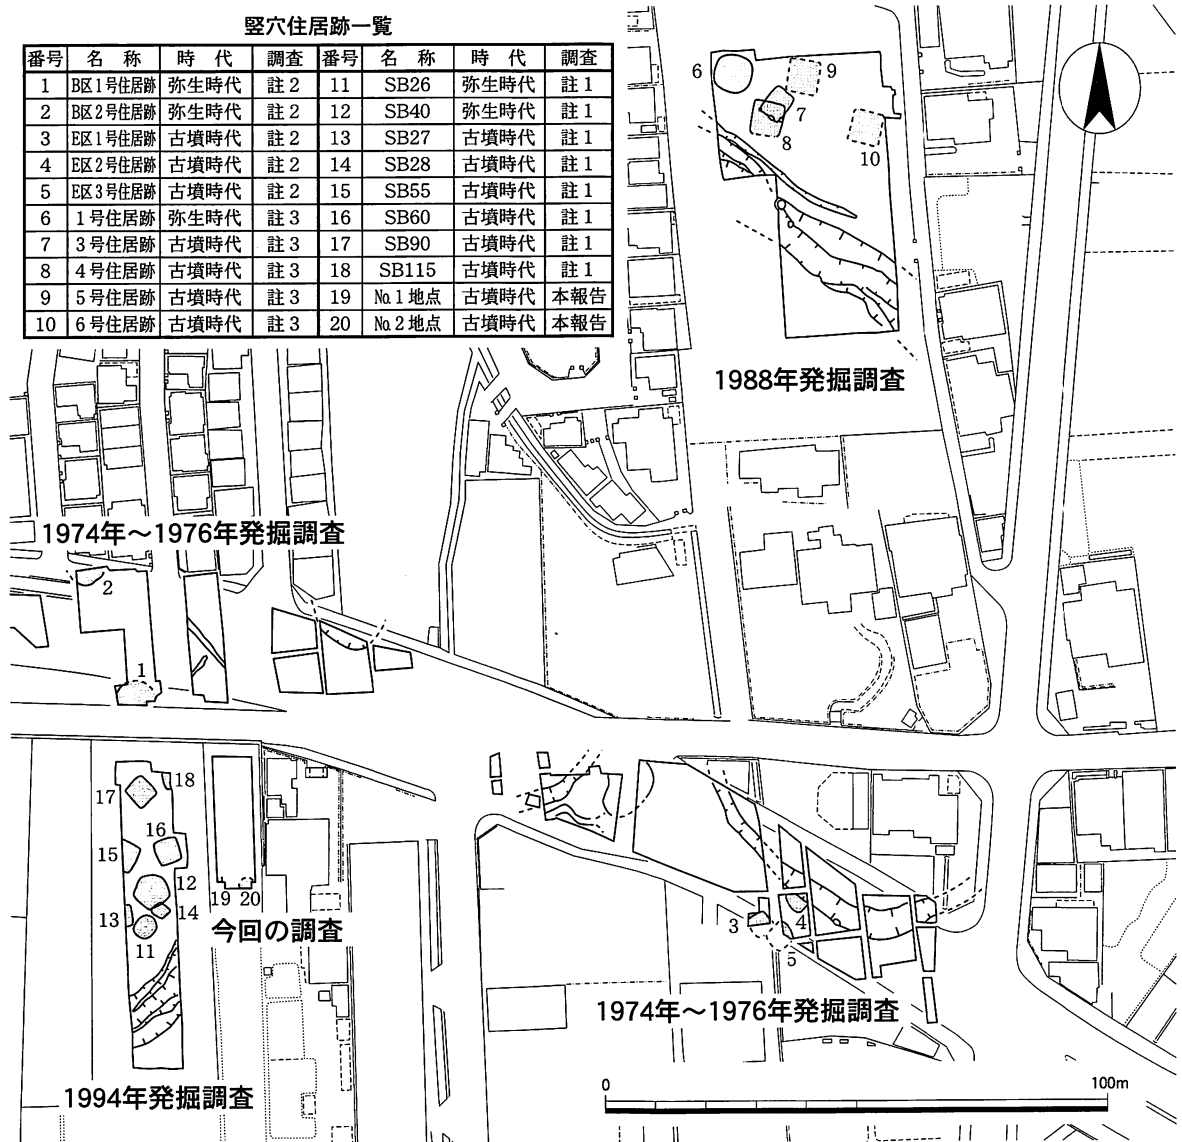 竪穴住居跡一覧
番号 名 称 時 代 調査 番号 名 称 時 代 調査
1 B区1号住居跡 弥生時代 註2 11 SB26 弥生時代 註1
2 B区2号住居跡 弥生時代 註2 12 SB40 弥生時代 註1
3 E区1号住居跡 古墳時代 註2 13 SB27 古墳時代 註1
4 E区2号住居跡 古墳時代 註2 14 SB28 古墳時代 註1
5 E区3号住居跡 古墳時代 註2 15 SB55 古墳時代 註1
6 1号住居跡 弥生時代 註3 16 SB60 古墳時代 註1
7 3号住居跡 古墳時代 註3 17 SB90 古墳時代 註1
8 4号住居跡 古墳時代 註3 18 SB115 古墳時代 註1
9 5号住居跡 古墳時代 註3 19 №1地点 古墳時代 本報告
10 6号住居跡 古墳時代 註3 20 №2地点 古墳時代 本報告
6
9
7
8
10
1988年発掘調査
1974年～1976年発掘調査
2
1
18
17
16
15
12
19 20
14
13
11
今回の調査
3
4
5
1974年～1976年発掘調査
1994年発掘調査
0 100m